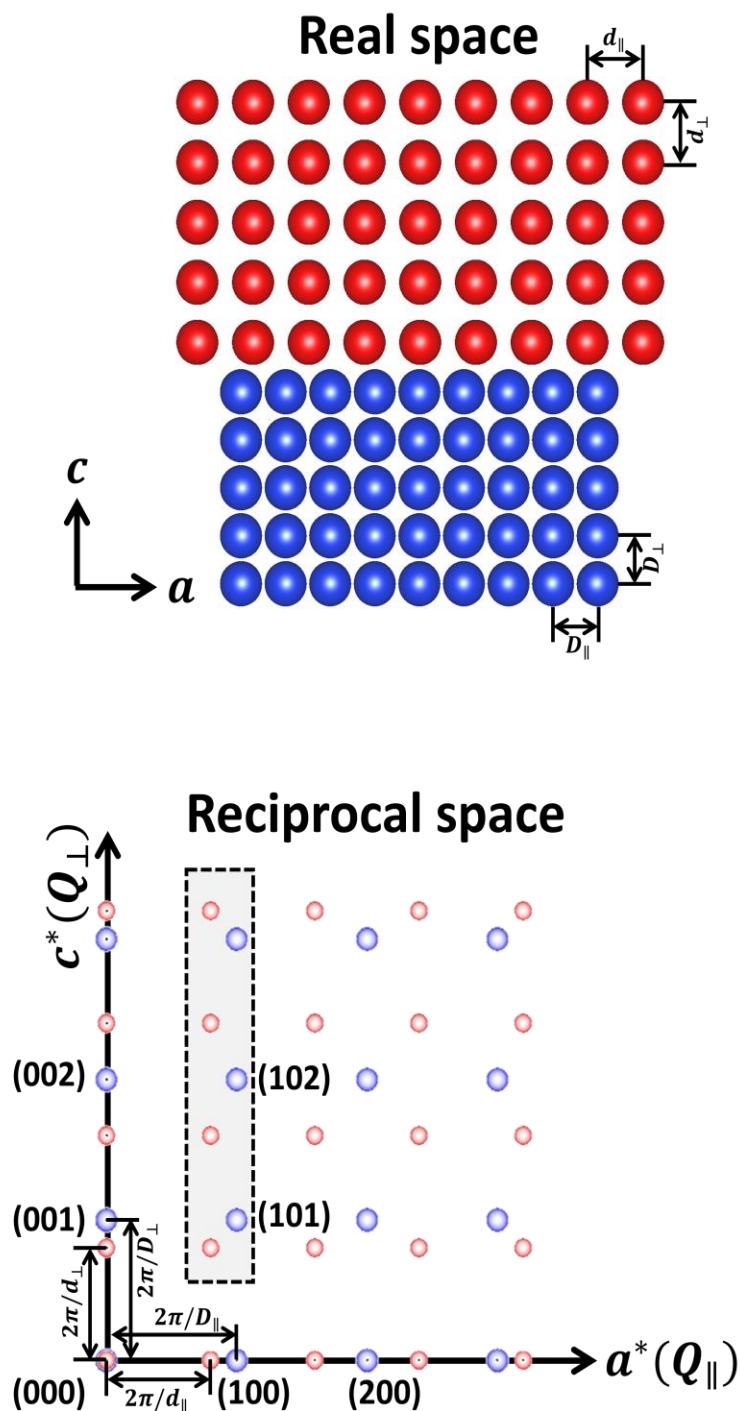 Real space
d∥
d⊥
c
a
D⊥
D∥
Reciprocal space
c*(Q⊥)
(002)
(102)
(001)
(101)
2π/d⊥
2π/D⊥
2π/D∥
a*(Q∥)
(000)
2π/d∥
(100)
(200)